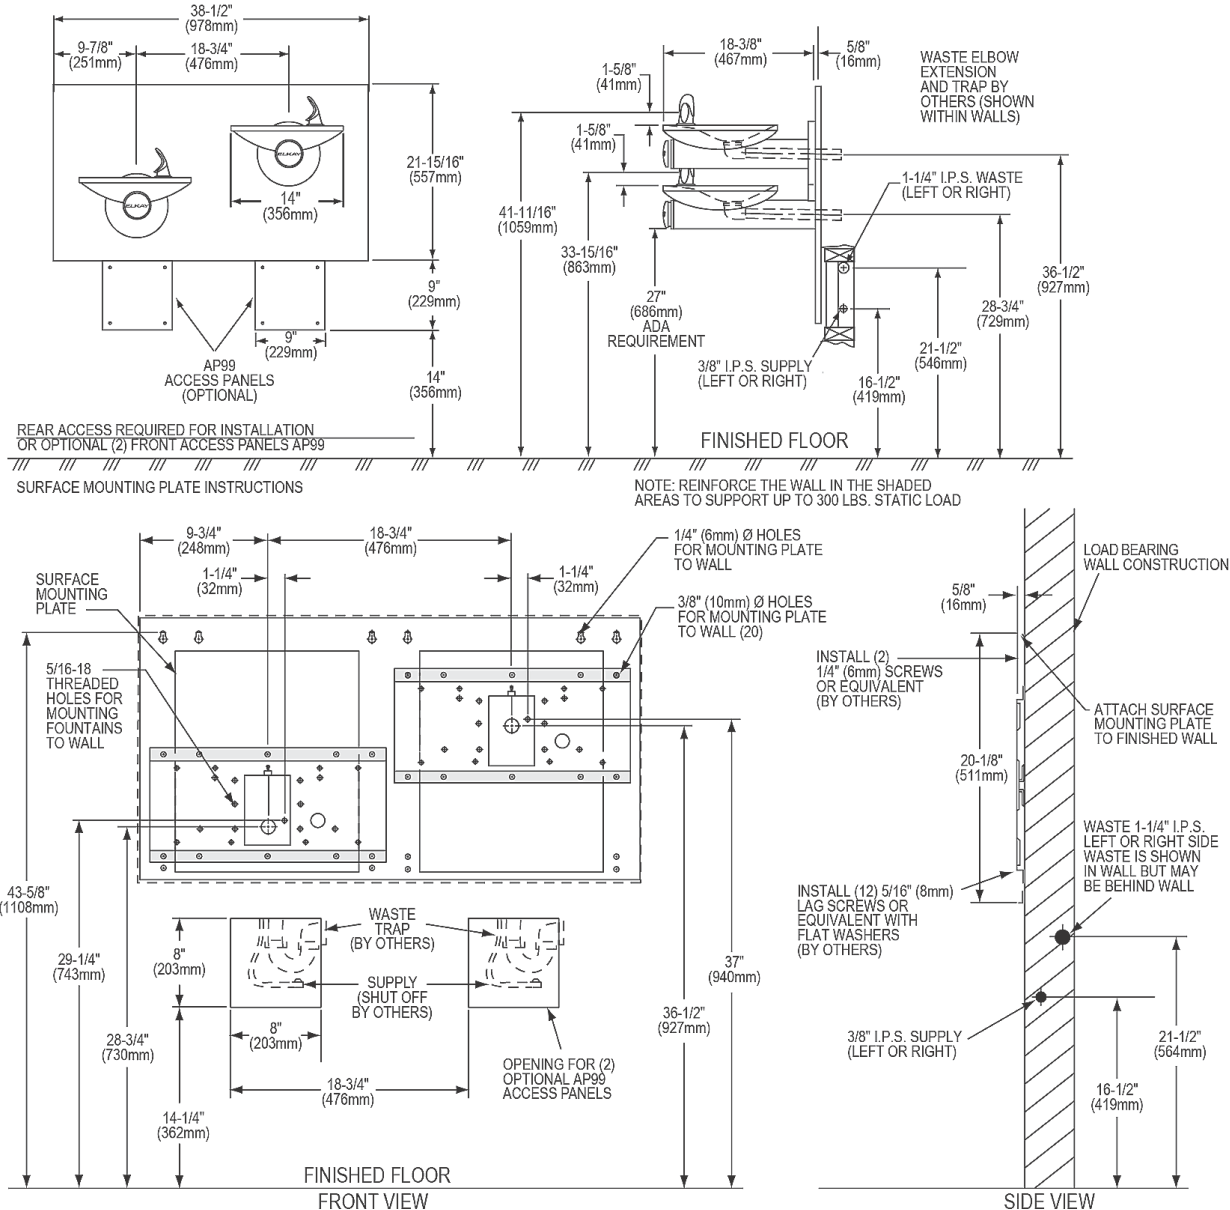 38-1/2"
(978mm)
9-7/8"
(251mm)
18-3/4"
(476mm)
ELKAY
ELKAY
14"
(356mm)
21-15/16"
(557mm)
9"
(229mm)
9"
(229mm)
14"
(356mm)
AP99
ACCESS PANELS
(OPTIONAL)
REAR ACCESS REQUIRED FOR INSTALLATION
OR OPTIONAL (2) FRONT ACCESS PANELS AP99
18-3/8"
(467mm)
5/8"
(16mm)
1-5/8"
(41mm)
1-5/8"
(41mm)
WASTE ELBOW
EXTENSION
AND TRAP BY
OTHERS (SHOWN
WITHIN WALLS)
1-1/4" I.P.S. WASTE
(LEFT OR RIGHT)
41-11/16"
(1059mm)
33-15/16"
(863mm)
27"
(686mm)
ADA
REQUIREMENT
3/8" I.P.S. SUPPLY
(LEFT OR RIGHT)
36-1/2"
(927mm)
28-3/4"
(729mm)
21-1/2"
(546mm)
16-1/2"
(419mm)
FINISHED FLOOR
SURFACE MOUNTING PLATE INSTRUCTIONS
NOTE: REINFORCE THE WALL IN THE SHADED
AREAS TO SUPPORT UP TO 300 LBS. STATIC LOAD
9-3/4"
(248mm)
18-3/4"
(476mm)
1-1/4"
(32mm)
1-1/4"
(32mm)
1/4" (6mm) Ø HOLES
FOR MOUNTING PLATE
TO WALL
3/8" (10mm) Ø HOLES
FOR MOUNTING PLATE
TO WALL (20)
SURFACE
MOUNTING
PLATE
5/16-18
THREADED
HOLES FOR
MOUNTING
FOUNTAINS
TO WALL
43-5/8"
(1108mm)
29-1/4"
(743mm)
28-3/4"
(730mm)
8"
(203mm)
WASTE
TRAP
(BY OTHERS)
SUPPLY
(SHUT OFF
BY OTHERS)
8"
(203mm)
18-3/4"
(476mm)
14-1/4"
(362mm)
OPENING FOR (2)
OPTIONAL AP99
ACCESS PANELS
37"
(940mm)
36-1/2"
(927mm)
FINISHED FLOOR
FRONT VIEW
LOAD BEARING
WALL CONSTRUCTION
5/8"
(16mm)
INSTALL (2)
1/4" (6mm) SCREWS
OR EQUIVALENT
(BY OTHERS)
ATTACH SURFACE
MOUNTING PLATE
TO FINISHED WALL
20-1/8"
(511mm)
WASTE 1-1/4" I.P.S.
LEFT OR RIGHT SIDE
WASTE IS SHOWN
IN WALL BUT MAY
BE BEHIND WALL
INSTALL (12) 5/16" (8mm)
LAG SCREWS OR
EQUIVALENT WITH
FLAT WASHERS
(BY OTHERS)
3/8" I.P.S. SUPPLY
(LEFT OR RIGHT)
21-1/2"
(564mm)
16-1/2"
(419mm)
SIDE VIEW